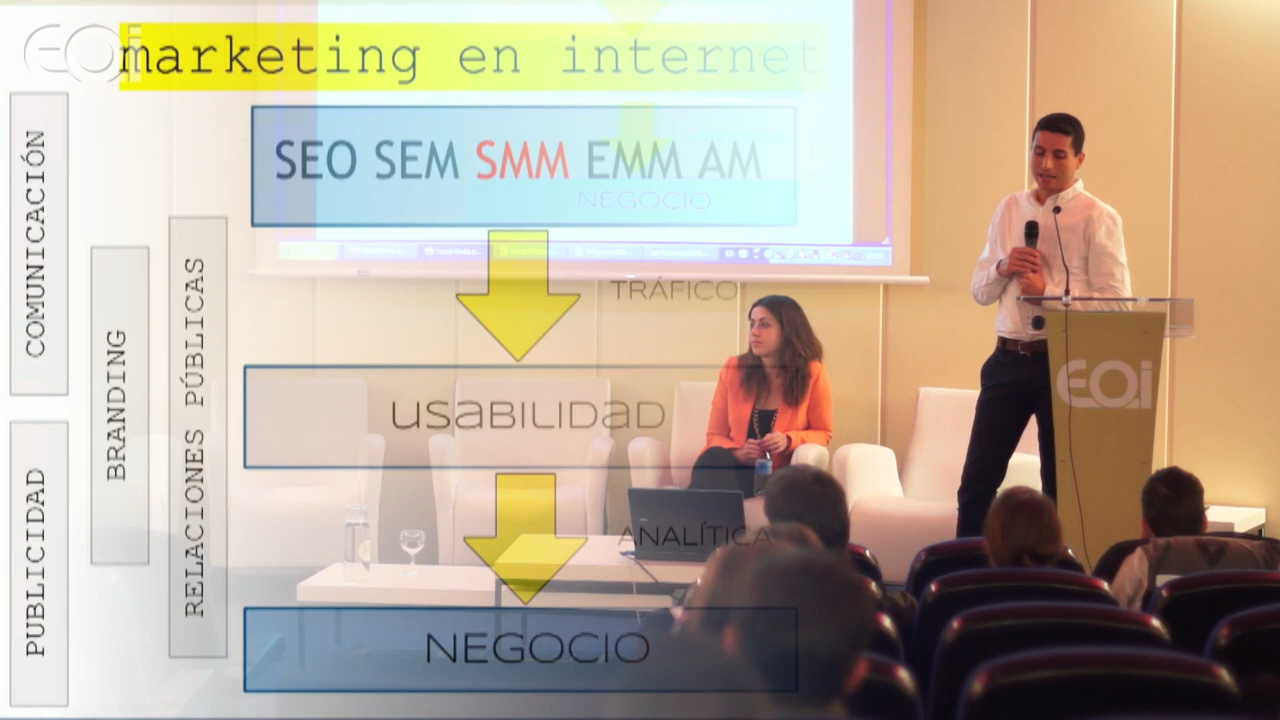 EOi
marketing en internet
SEO SEM SMM EMM AM
NEGOCIO
TRÁFICO
USABILIDAD
ANALÍTICA
NEGOCIO
COMUNICACIÓN
PUBLICIDAD
BRANDING
RELACIONES PÚBLICAS
EOi